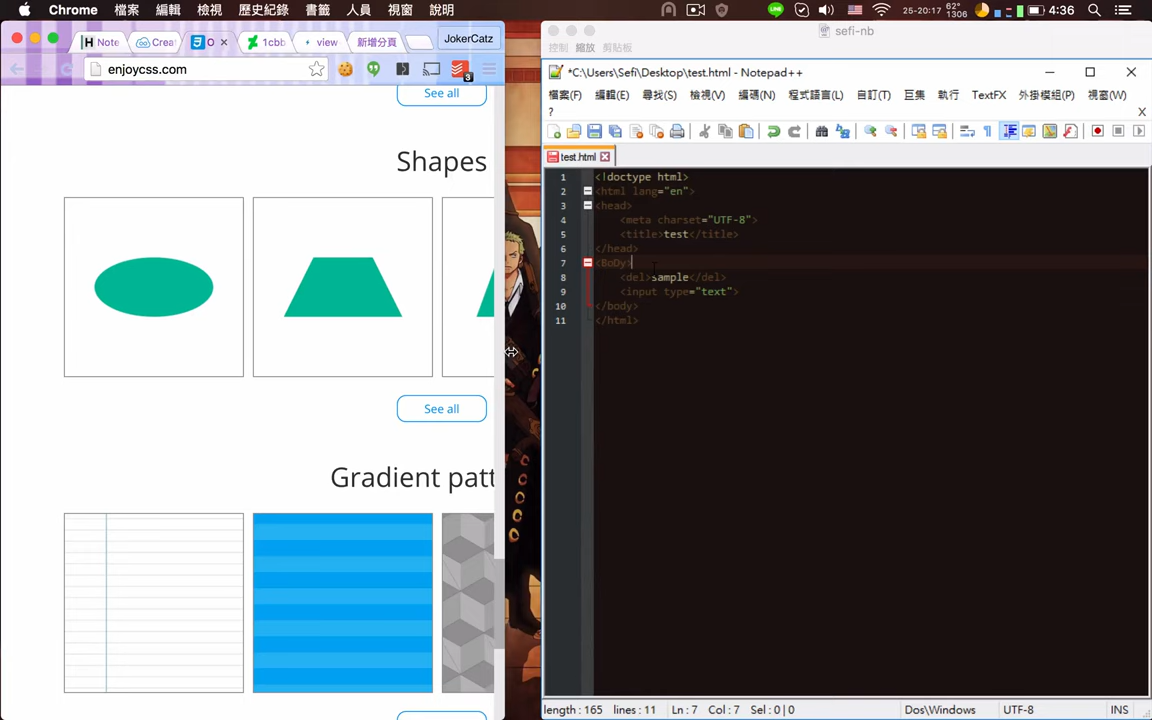 Chrome 檔案 編輯 檢視 歷史紀錄 書籤 人員 視窗 說明
25-20:17 62° 1306 4:36
Note
Crea
O
1cbb
view
新增分頁
JokerCatz
enjoycss.com
3
See all
Shapes
See all
Gradient patt
sefi-nb
控制 縮放 剪貼板
*C:\Users\Sefi\Desktop\test.html - Notepad++
檔案(F) 編輯(E) 尋找(S) 檢視(V) 編碼(N) 程式語言(L) 自訂(T) 巨集 執行 TextFX 外掛模組(P) 視窗(W)
? X
test.html
1 <!doctype html>
2 <html lang="en">
3 <head>
4 <meta charset="UTF-8">
5 <title>test</title>
6 </head>
7 <BoDy>
8 <del>sample</del>
9 <input type="text">
10 </body>
11 </html>
length : 165 lines : 11 Ln : 7 Col : 7 Sel : 0 | 0 Dos\Windows UTF-8 INS